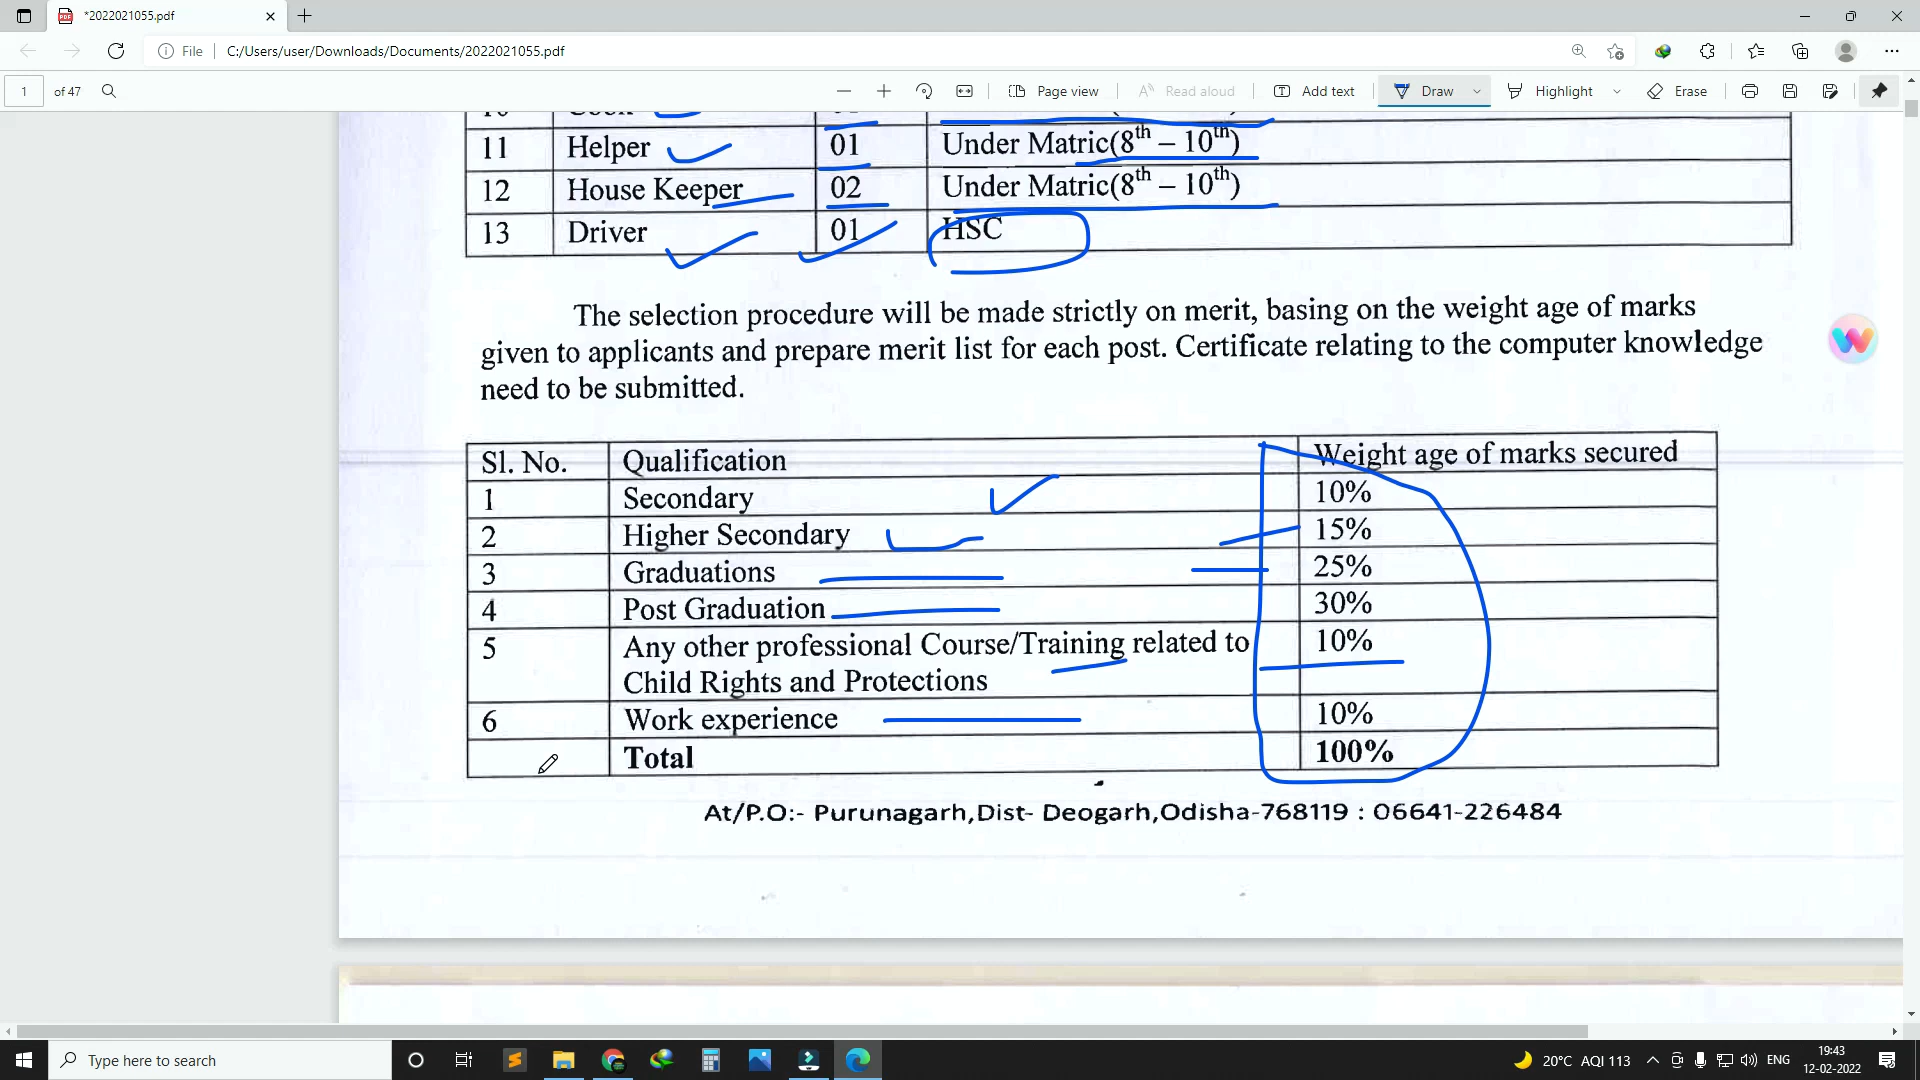 *2022021055.pdf
File C:/Users/user/Downloads/Documents/2022021055.pdf
1 of 47 Page view Read aloud Add text Draw Highlight Erase
11 Helper 01 Under Matric(8th – 10th)
12 House Keeper 02 Under Matric(8th – 10th)
13 Driver 01 HSC
The selection procedure will be made strictly on merit, basing on the weight age of marks
given to applicants and prepare merit list for each post. Certificate relating to the computer knowledge
need to be submitted.
Sl. No. Qualification Weight age of marks secured
1 Secondary 10%
2 Higher Secondary 15%
3 Graduations 25%
4 Post Graduation 30%
5 Any other professional Course/Training related to 10%
Child Rights and Protections
6 Work experience 10%
Total 100%
At/P.O:- Purunagarh,Dist- Deogarh,Odisha-768119 : 06641-226484
Type here to search 20°C AQI 113 ENG 19:43
12-02-2022